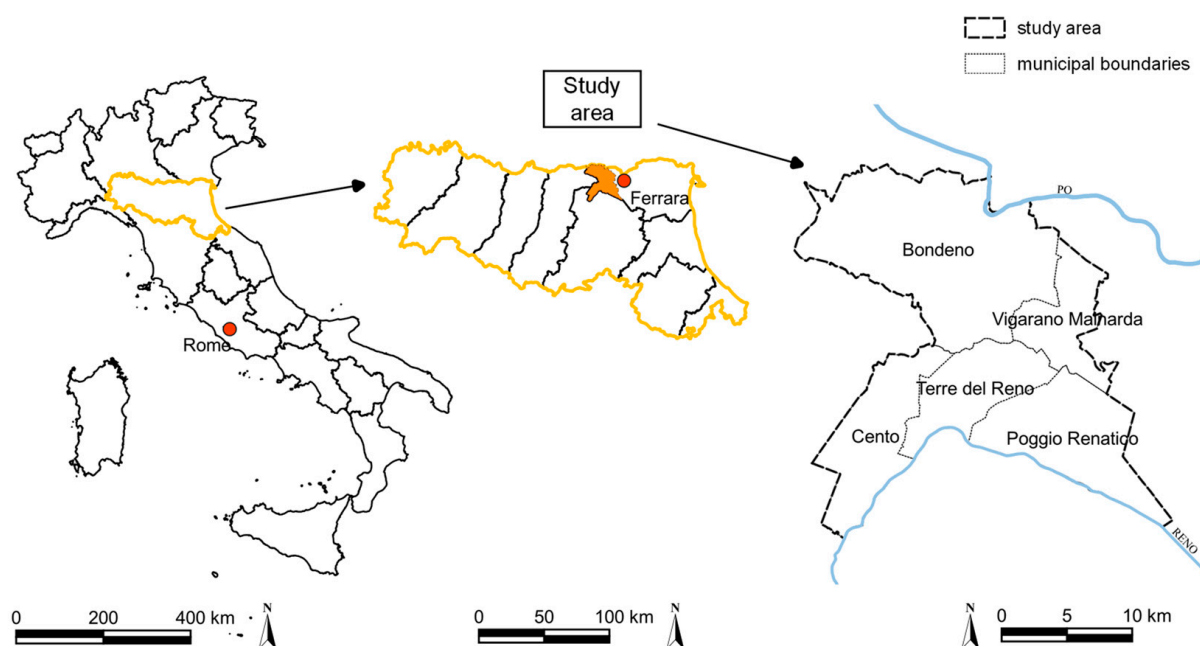 study area
municipal boundaries
Study
area
PO
Ferrara
Bondeno
Vigarano Mainarda
Rome
Terre del Reno
Cento
Poggio Renatico
RENO
N
N
N
0 200 400 km
0 50 100 km
0 5 10 km